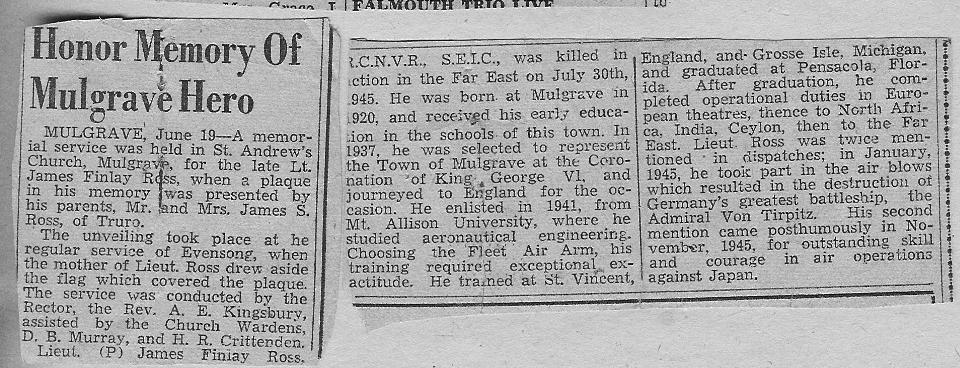 FALMOUTH TRIO LIVE
to
Honor Memory Of
Mulgrave Hero
MULGRAVE, June 19—A memor-
ial service was held in St. Andrew's
Church, Mulgrave, for the late Lt.
James Finlay Ross, when a plaque
in his memory was presented by
his parents, Mr. and Mrs. James S.
Ross, of Truro.
The unveiling took place at he
regular service of Evensong, when
the mother of Lieut. Ross drew aside
the flag which covered the plaque.
The service was conducted by the
Rector, the Rev. A. E. Kingsbury,
assisted by the Church Wardens,
D. B. Murray, and H. R. Crittenden.
Lieut. (P) James Finlay Ross,
R.C.N.V.R., S.E.I.C., was killed in
ction in the Far East on July 30th,
1945. He was born at Mulgrave in
1920, and received his early educa-
tion in the schools of this town. In
1937, he was selected to represent
the Town of Mulgrave at the Coro-
nation of King George VI, and
journeyed to England for the oc-
casion. He enlisted in 1941, from
Mt. Allison University, where he
studied aeronautical engineering.
Choosing the Fleet Air Arm, his
training required exceptional ex-
actitude. He trained at St. Vincent,
England, and Grosse Isle, Michigan,
and graduated at Pensacola, Flor-
ida. After graduation, he com-
pleted operational duties in Euro-
pean theatres, thence to North Afri-
ca, India, Ceylon, then to the Far
East. Lieut. Ross was twice men-
tioned in dispatches; in January,
1945, he took part in the air blows
which resulted in the destruction of
Germany's greatest battleship, the
Admiral Von Tirpitz. His second
mention came posthumously in No-
vember, 1945, for outstanding skill
and courage in air operations
against Japan.